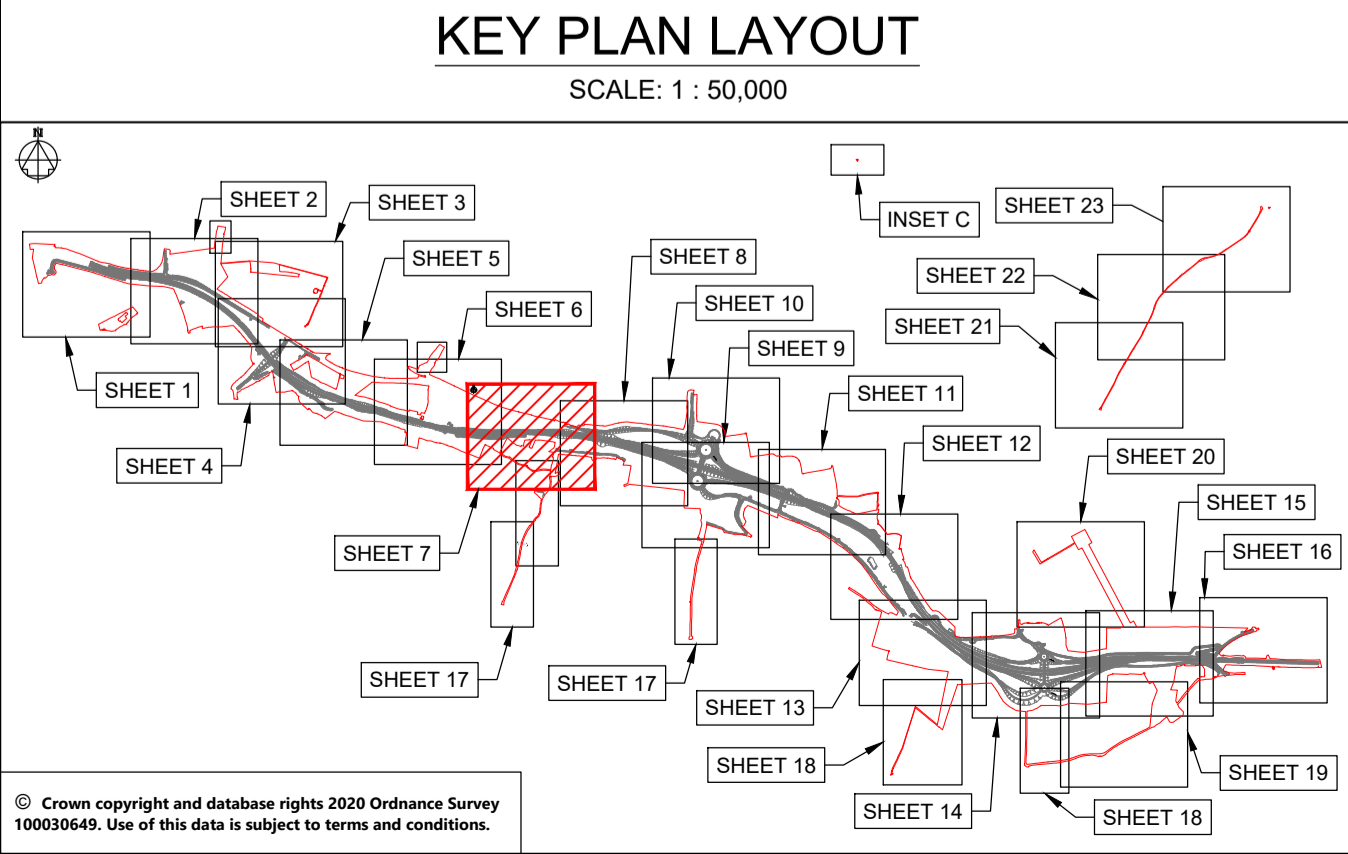 KEY PLAN LAYOUT
SCALE: 1 : 50,000
N
SHEET 2
SHEET 3
INSET C
SHEET 23
SHEET 5
SHEET 8
SHEET 22
SHEET 6
SHEET 10
SHEET 21
SHEET 9
SHEET 1
SHEET 11
SHEET 12
SHEET 4
SHEET 20
SHEET 15
SHEET 7
SHEET 16
SHEET 17
SHEET 17
SHEET 13
SHEET 18
SHEET 19
SHEET 14
SHEET 18
© Crown copyright and database rights 2020 Ordnance Survey
100030649. Use of this data is subject to terms and conditions.